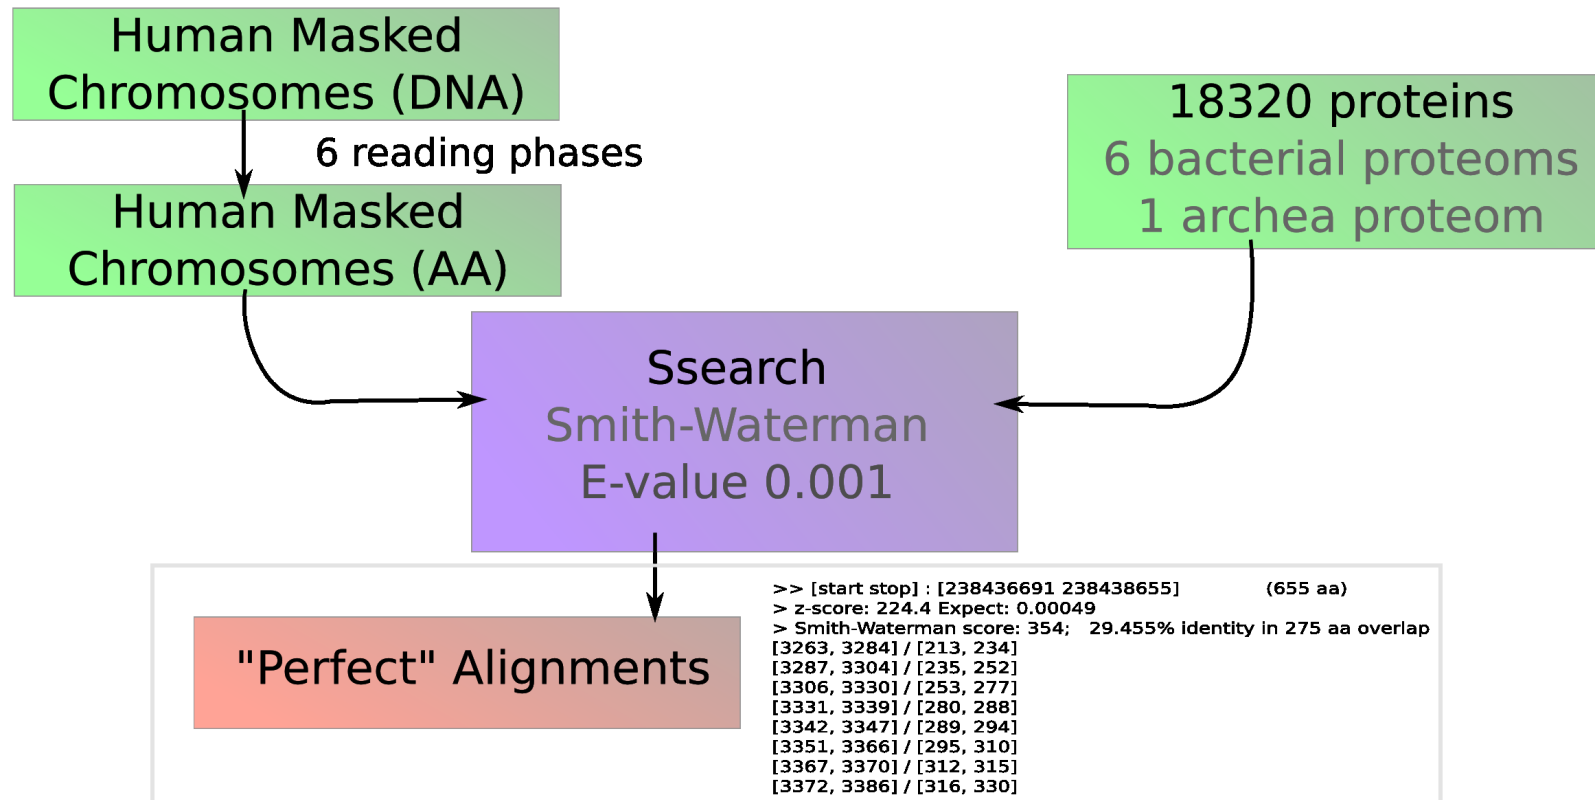 Human Masked
Chromosomes (DNA)
6 reading phases
Human Masked
Chromosomes (AA)
18320 proteins
6 bacterial proteoms
1 archea proteom
Ssearch
Smith-Waterman
E-value 0.001
"Perfect" Alignments
>> [start stop] : [238436691 238438655] (655 aa)
> z-score: 224.4 Expect: 0.00049
> Smith-Waterman score: 354; 29.455% identity in 275 aa overlap
[3263, 3284] / [213, 234]
[3287, 3304] / [235, 252]
[3306, 3330] / [253, 277]
[3331, 3339] / [280, 288]
[3342, 3347] / [289, 294]
[3351, 3366] / [295, 310]
[3367, 3370] / [312, 315]
[3372, 3386] / [316, 330]